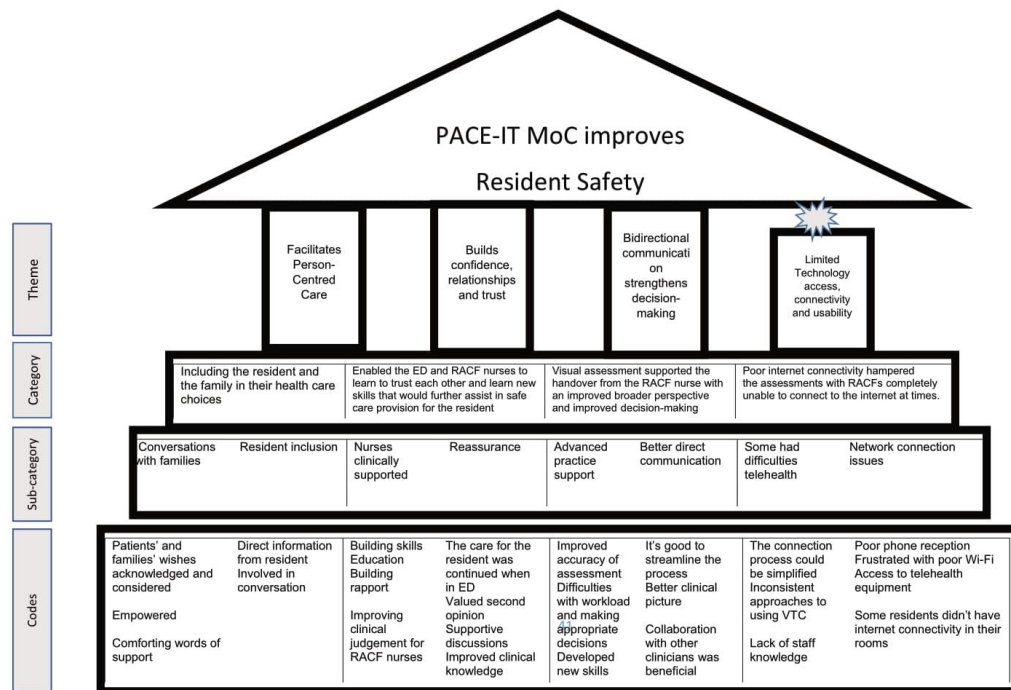 PACE-IT MoC improves
Resident Safety
Theme
Facilitates
Person-
Centred
Care
Builds
confidence,
relationships
and trust
Bidirectional
communicati
on
strengthens
decision-
making
Limited
Technology
access,
connectivity
and usability
Category
Including the resident and
the family in their health care
choices
Enabled the ED and RACF nurses to
learn to trust each other and learn new
skills that would further assist in safe
care provision for the resident
Visual assessment supported the
handover from the RACF nurse with
an improved broader perspective
and improved decision-making
Poor internet connectivity hampered
the assessments with RACFs completely
unable to connect to the internet at times.
Sub-category
Conversations
with families
Resident inclusion
Nurses
clinically
supported
Reassurance
Advanced
practice
support
Better direct
communication
Some had
difficulties
telehealth
Network connection
issues
Codes
Patients' and
families' wishes
acknowledged and
considered
Empowered
Comforting words of
support
Direct information
from resident
Involved in
conversation
Building skills
Education
Building
rapport
Improving
clinical
judgement for
RACF nurses
The care for the
resident was
continued when
in ED
Valued second
opinion
Supportive
discussions
Improved clinical
knowledge
Improved
accuracy of
assessment
Difficulties
with workload
and making
appropriate
decisions
Developed
new skills
41
It's good to
streamline the
process
Better clinical
picture
Collaboration
with other
clinicians was
beneficial
The connection
process could
be simplified
Inconsistent
approaches to
using VTC
Lack of staff
knowledge
Poor phone reception
Frustrated with poor Wi-Fi
Access to telehealth
equipment
Some residents didn't have
internet connectivity in their
rooms